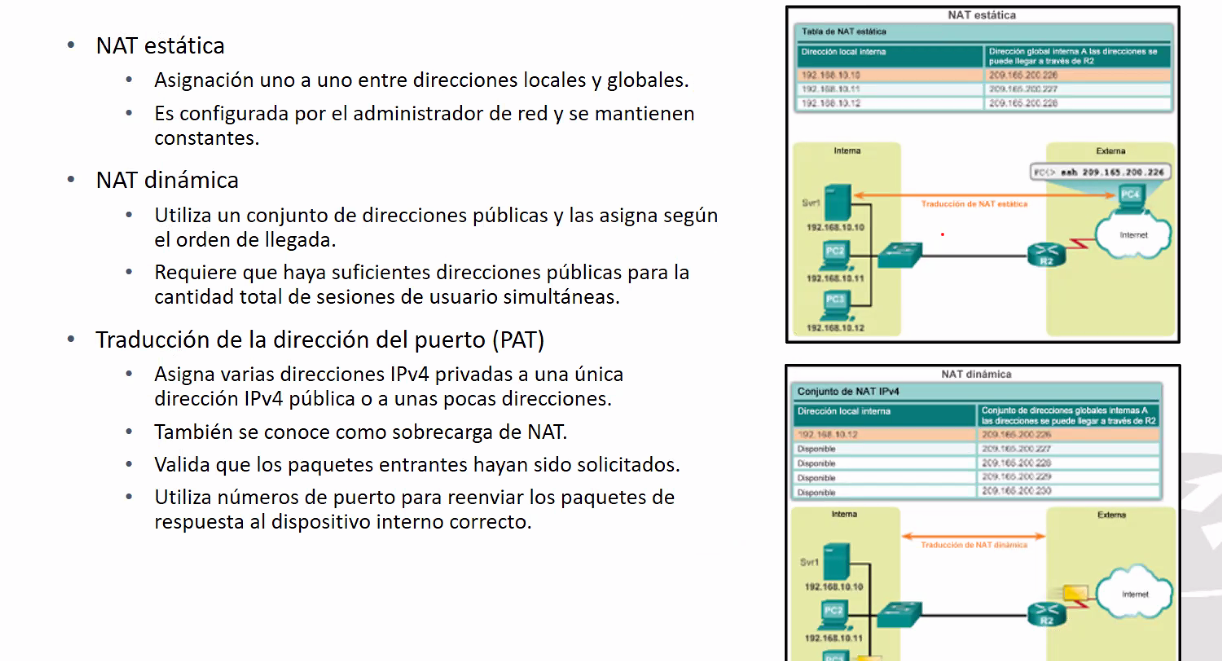 NAT estática
Asignación uno a uno entre direcciones locales y globales.
Es configurada por el administrador de red y se mantienen
constantes.
NAT dinámica
Utiliza un conjunto de direcciones públicas y las asigna según
el orden de llegada.
Requiere que haya suficientes direcciones públicas para la
cantidad total de sesiones de usuario simultáneas.
Traducción de la dirección del puerto (PAT)
Asigna varias direcciones IPv4 privadas a una única
dirección IPv4 pública o a unas pocas direcciones.
También se conoce como sobrecarga de NAT.
Valida que los paquetes entrantes hayan sido solicitados.
Utiliza números de puerto para reenviar los paquetes de
respuesta al dispositivo interno correcto.
NAT estática
Tabla de NAT estática
Dirección local interna
Dirección global interna A las direcciones se
puede llegar a través de R2
192.168.10.10 209.165.200.226
192.168.10.11 209.165.200.227
192.168.10.12 209.165.200.228
Interna
Externa
ssh 209.165.200.226
PC4
Svr1
Traducción de NAT estática
192.168.10.10
Internet
PC2
R2
192.168.10.11
PC3
192.168.10.12
NAT dinámica
Conjunto de NAT IPv4
Dirección local interna
Conjunto de direcciones globales internas A
las direcciones se puede llegar a través de R2
192.168.10.12 209.165.200.226
Disponible 209.165.200.227
Disponible 209.165.200.228
Disponible 209.165.200.229
Disponible 209.165.200.230
Interna
Externa
Traducción de NAT dinámica
Svr1
192.168.10.10
Internet
PC2
R2
192.168.10.11